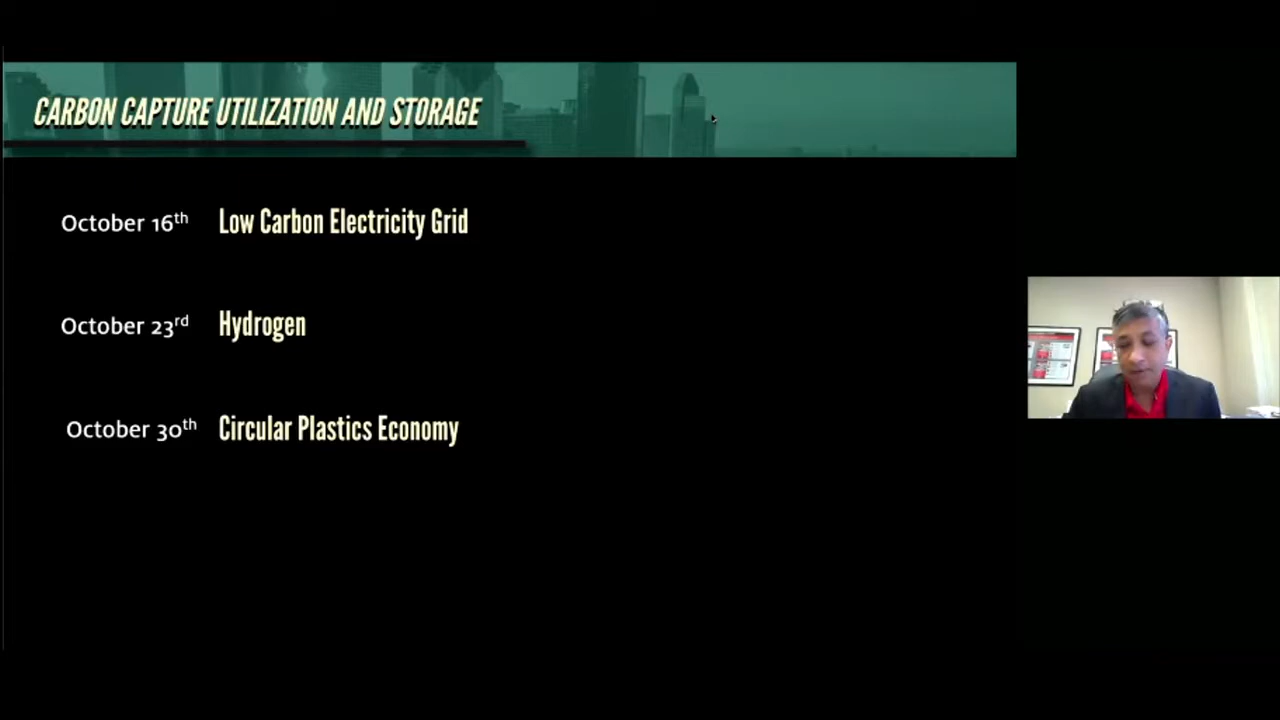 CARBON CAPTURE UTILIZATION AND STORAGE
October 16th Low Carbon Electricity Grid
October 23rd Hydrogen
October 30th Circular Plastics Economy